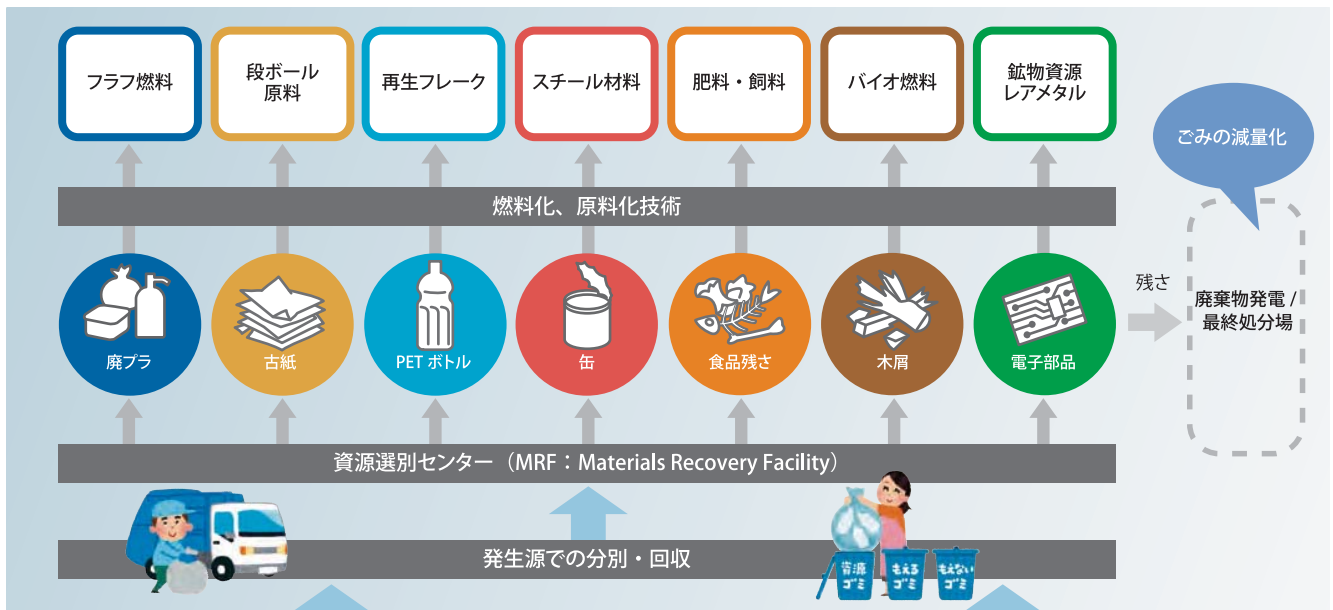 フラフ燃料
段ボール
原料
再生フレーク
スチール材料
肥料・飼料
バイオ燃料
鉱物資源
レアメタル
ごみの減量化
燃料化、原料化技術
廃プラ
古紙
PET ボトル
缶
食品残さ
木屑
電子部品
残さ
廃棄物発電 /
最終処分場
資源選別センター（MRF：Materials Recovery Facility）
発生源での分別・回収
資源
ゴミ
もえる
ゴミ
もえない
ゴミ